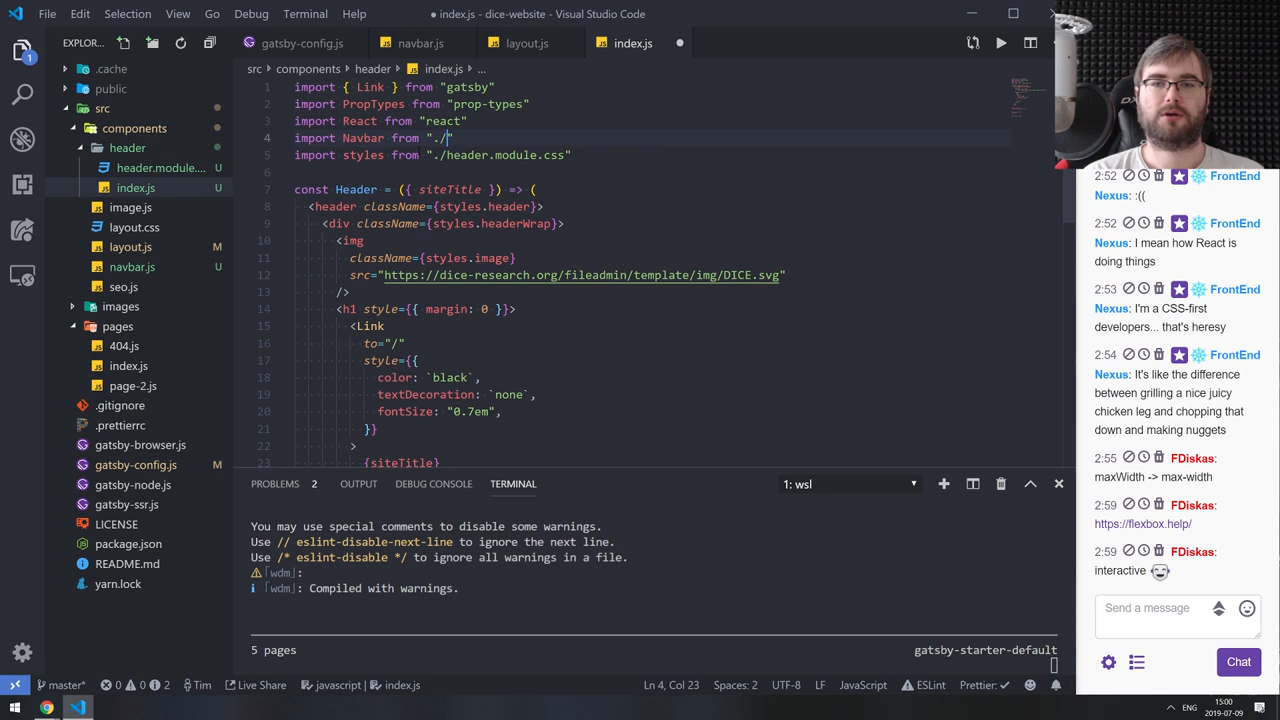 File Edit Selection View Go Debug Terminal Help
● index.js - dice-website - Visual Studio Code
EXPLOR...
gatsby-config.js
navbar.js
layout.js
index.js ●
src > components > header > index.js > ...
1
.cache
public
src
components
header
header.module.... U
index.js U
image.js
layout.css
layout.js M
navbar.js U
seo.js
images
pages
404.js
index.js
page-2.js
.gitignore
.prettierrc
gatsby-browser.js
gatsby-config.js M
gatsby-node.js
gatsby-ssr.js
LICENSE
package.json
README.md
yarn.lock
1 import { Link } from "gatsby"
2 import PropTypes from "prop-types"
3 import React from "react"
4 import Navbar from "./"
5 import styles from "./header.module.css"
6
7 const Header = ({ siteTitle }) => (
8 <header className={styles.header}>
9 <div className={styles.headerWrap}>
10 <img
11 className={styles.image}
12 src="https://dice-research.org/fileadmin/template/img/DICE.svg"
13 />
14 <h1 style={{ margin: 0 }}>
15 <Link
16 to="/"
17 style={{
18 color: `black`,
19 textDecoration: `none`,
20 fontSize: "0.7em",
21 }}
22 >
23 {siteTitle}
PROBLEMS 2 OUTPUT DEBUG CONSOLE TERMINAL
1: wsl
You may use special comments to disable some warnings.
Use // eslint-disable-next-line to ignore the next line.
Use /* eslint-disable */ to ignore all warnings in a file.
⚠「wdm」:
ℹ「wdm」: Compiled with warnings.
5 pages gatsby-starter-default
master* 0 0 2 Tim Live Share javascript | index.js Ln 4, Col 23 Spaces: 2 UTF-8 LF JavaScript ESLint Prettier: ✓
2:52 FrontEnd
Nexus: :((
2:52 FrontEnd
Nexus: I mean how React is
doing things
2:53 FrontEnd
Nexus: I'm a CSS-first
developers... that's heresy
2:54 FrontEnd
Nexus: It's like the difference
between grilling a nice juicy
chicken leg and chopping that
down and making nuggets
2:55 FDiskas:
maxWidth -> max-width
2:59 FDiskas:
https://flexbox.help/
2:59 FDiskas:
interactive
Send a message
Chat
ENG
15:00
2019-07-09